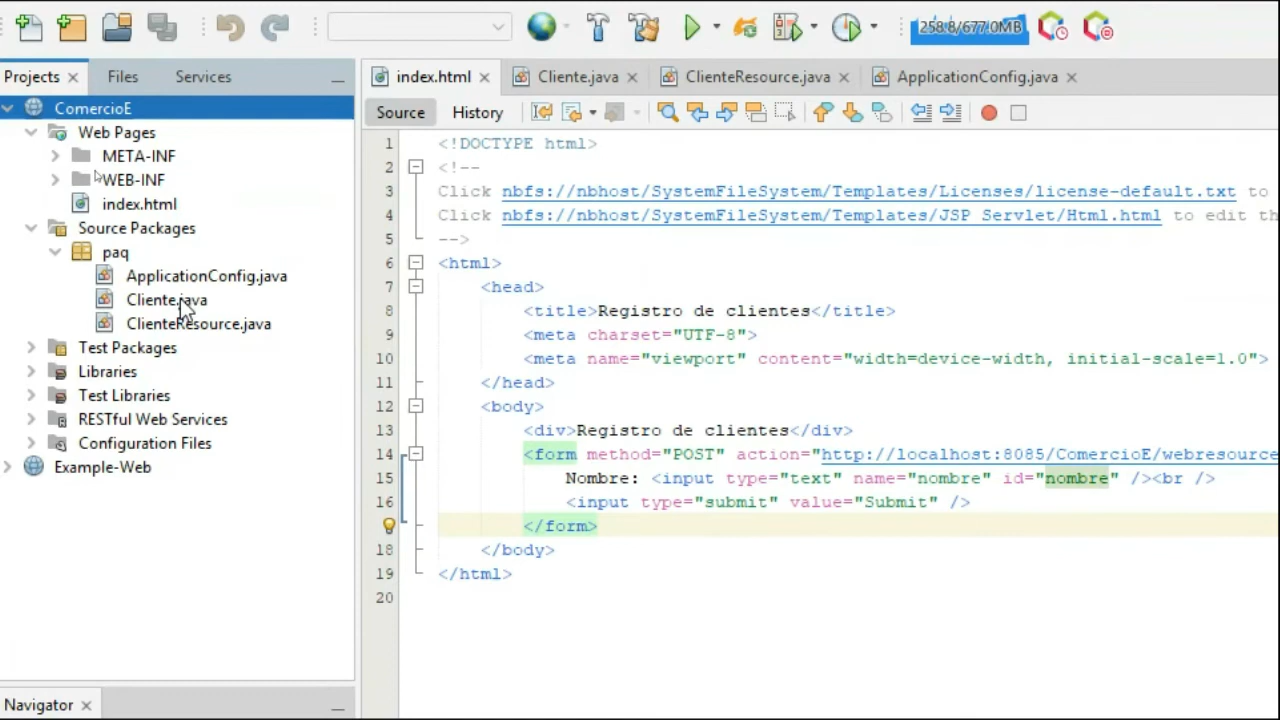 258.8/677.0MB
Projects Files Services
index.html Cliente.java ClienteResource.java ApplicationConfig.java
Source History
ComercioE
Web Pages
META-INF
WEB-INF
index.html
Source Packages
paq
ApplicationConfig.java
Cliente.java
ClienteResource.java
Test Packages
Libraries
Test Libraries
RESTful Web Services
Configuration Files
Example-Web
Navigator
1 <!DOCTYPE html>
2 <!--
3 Click nbfs://nbhost/SystemFileSystem/Templates/Licenses/license-default.txt to
4 Click nbfs://nbhost/SystemFileSystem/Templates/JSP_Servlet/Html.html to edit th
5 -->
6 <html>
7 <head>
8 <title>Registro de clientes</title>
9 <meta charset="UTF-8">
10 <meta name="viewport" content="width=device-width, initial-scale=1.0">
11 </head>
12 <body>
13 <div>Registro de clientes</div>
14 <form method="POST" action="http://localhost:8085/ComercioE/webresource
15 Nombre: <input type="text" name="nombre" id="nombre" /><br />
16 <input type="submit" value="Submit" />
</form>
18 </body>
19 </html>
20